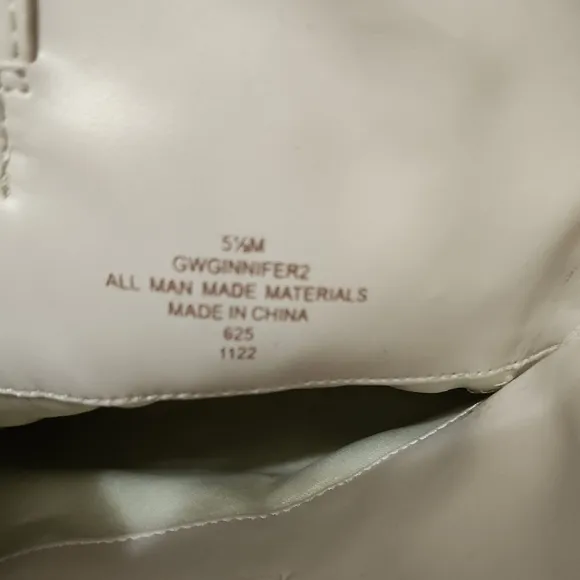 5½M
GWGINNIFER2
ALL MAN MADE MATERIALS
MADE IN CHINA
625
1122